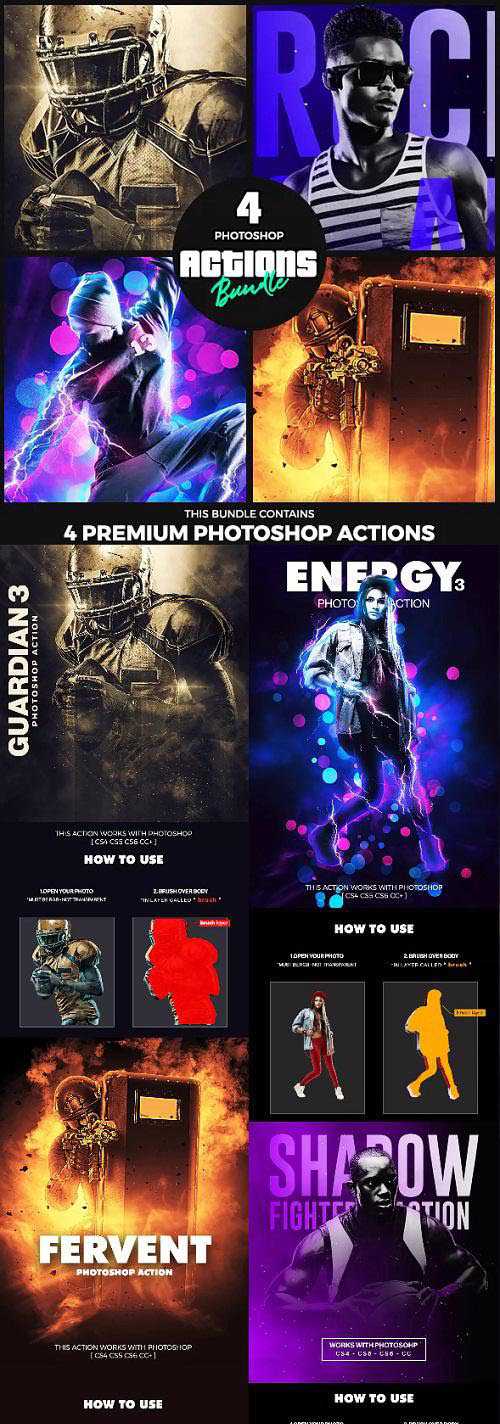 4
PHOTOSHOP
ACTIONS
Bundle
THIS BUNDLE CONTAINS
4 PREMIUM PHOTOSHOP ACTIONS
GUARDIAN 3
PHOTOSHOP ACTION
THIS ACTION WORKS WITH PHOTOSHOP
[ CS4 CS5 CS6 CC+ ]
HOW TO USE
1.OPEN YOUR PHOTO
*MUST BE RGB - NOT TRANSPARENT
2. BRUSH OVER BODY
*IN LAYER CALLED " brush "
brush layer
ENERGY3
ACTION
THIS ACTION WORKS WITH PHOTOSHOP
[ CS4 CS5 CS6 CC+ ]
HOW TO USE
1.OPEN YOUR PHOTO
*MUST BE RGB - NOT TRANSPARENT
2. BRUSH OVER BODY
*IN LAYER CALLED " brush "
brush layer
FERVENT
PHOTOSHOP ACTION
THIS ACTION WORKS WITH PHOTOSHOP
[ CS4 CS5 CS6 CC+ ]
HOW TO USE
SHADOW
FIGHTER ACTION
WORKS WITH PHOTOSOHP
CS4 - CS5 - CS6 - CC
HOW TO USE